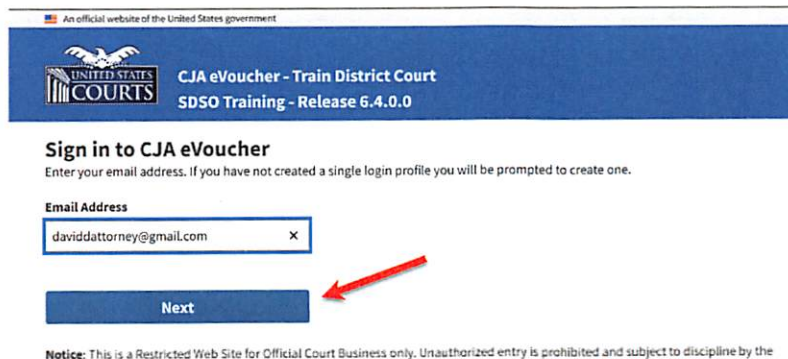 An official website of the United States government
UNITED STATES
COURTS
CJA eVoucher - Train District Court
SDSO Training - Release 6.4.0.0
Sign in to CJA eVoucher
Enter your email address. If you have not created a single login profile you will be prompted to create one.
Email Address
daviddattorney@gmail.com ×
Next
Notice: This is a Restricted Web Site for Official Court Business only. Unauthorized entry is prohibited and subject to discipline by the